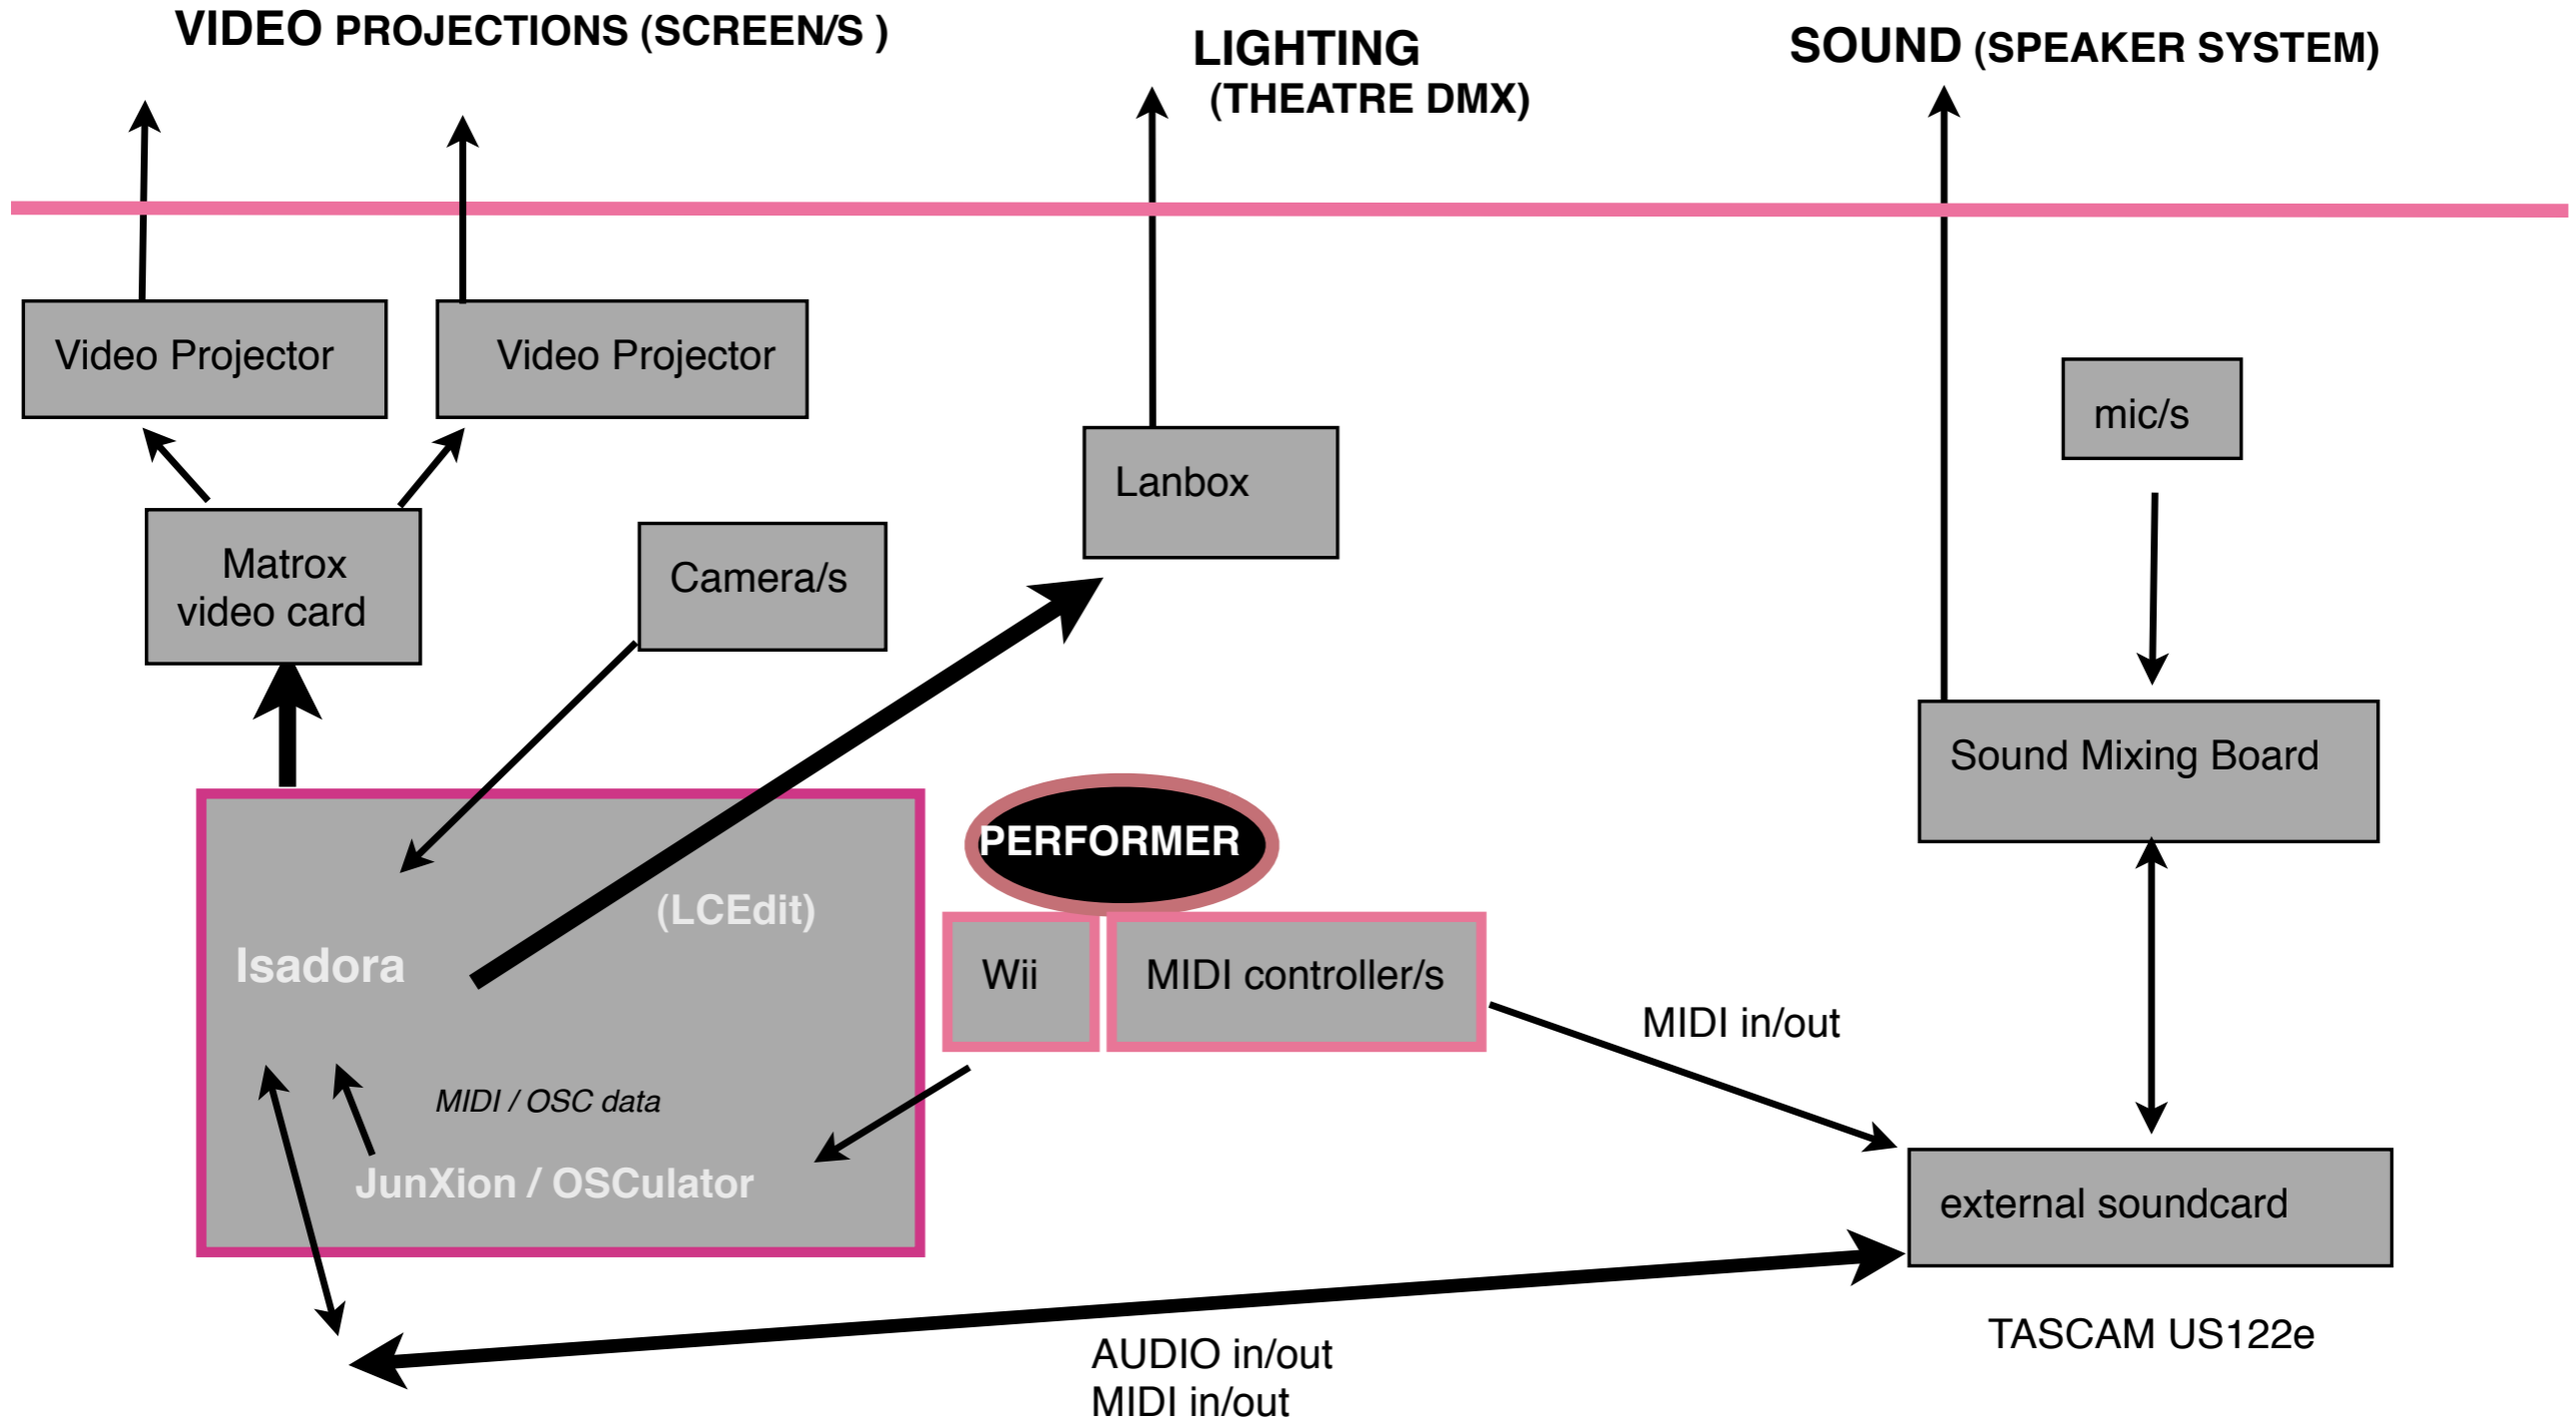 VIDEO PROJECTIONS (SCREEN/S )
LIGHTING
(THEATRE DMX)
SOUND (SPEAKER SYSTEM)
Video Projector
Video Projector
mic/s
Lanbox
Matrox
video card
Camera/s
Sound Mixing Board
PERFORMER
(LCEdit)
Isadora
Wii
MIDI controller/s
MIDI in/out
MIDI / OSC data
JunXion / OSCulator
external soundcard
TASCAM US122e
AUDIO in/out
MIDI in/out